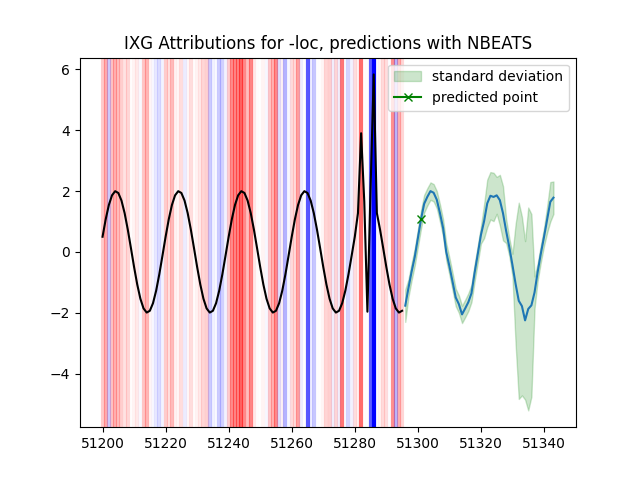 IXG Attributions for -loc, predictions with NBEATS
standard deviation
predicted point
6
4
2
0
−2
−4
51200 51220 51240 51260 51280 51300 51320 51340